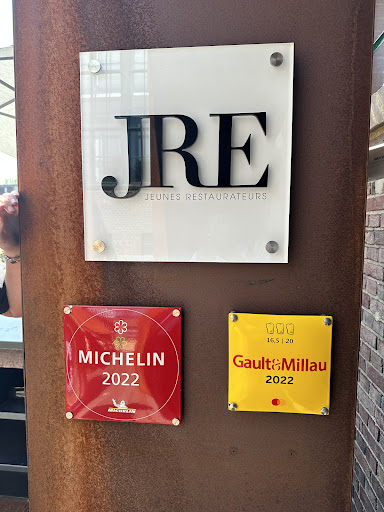 JRE
JEUNES RESTAURATEURS
MICHELIN
2022
MICHELIN
16,5 | 20
Gault&Millau
2022